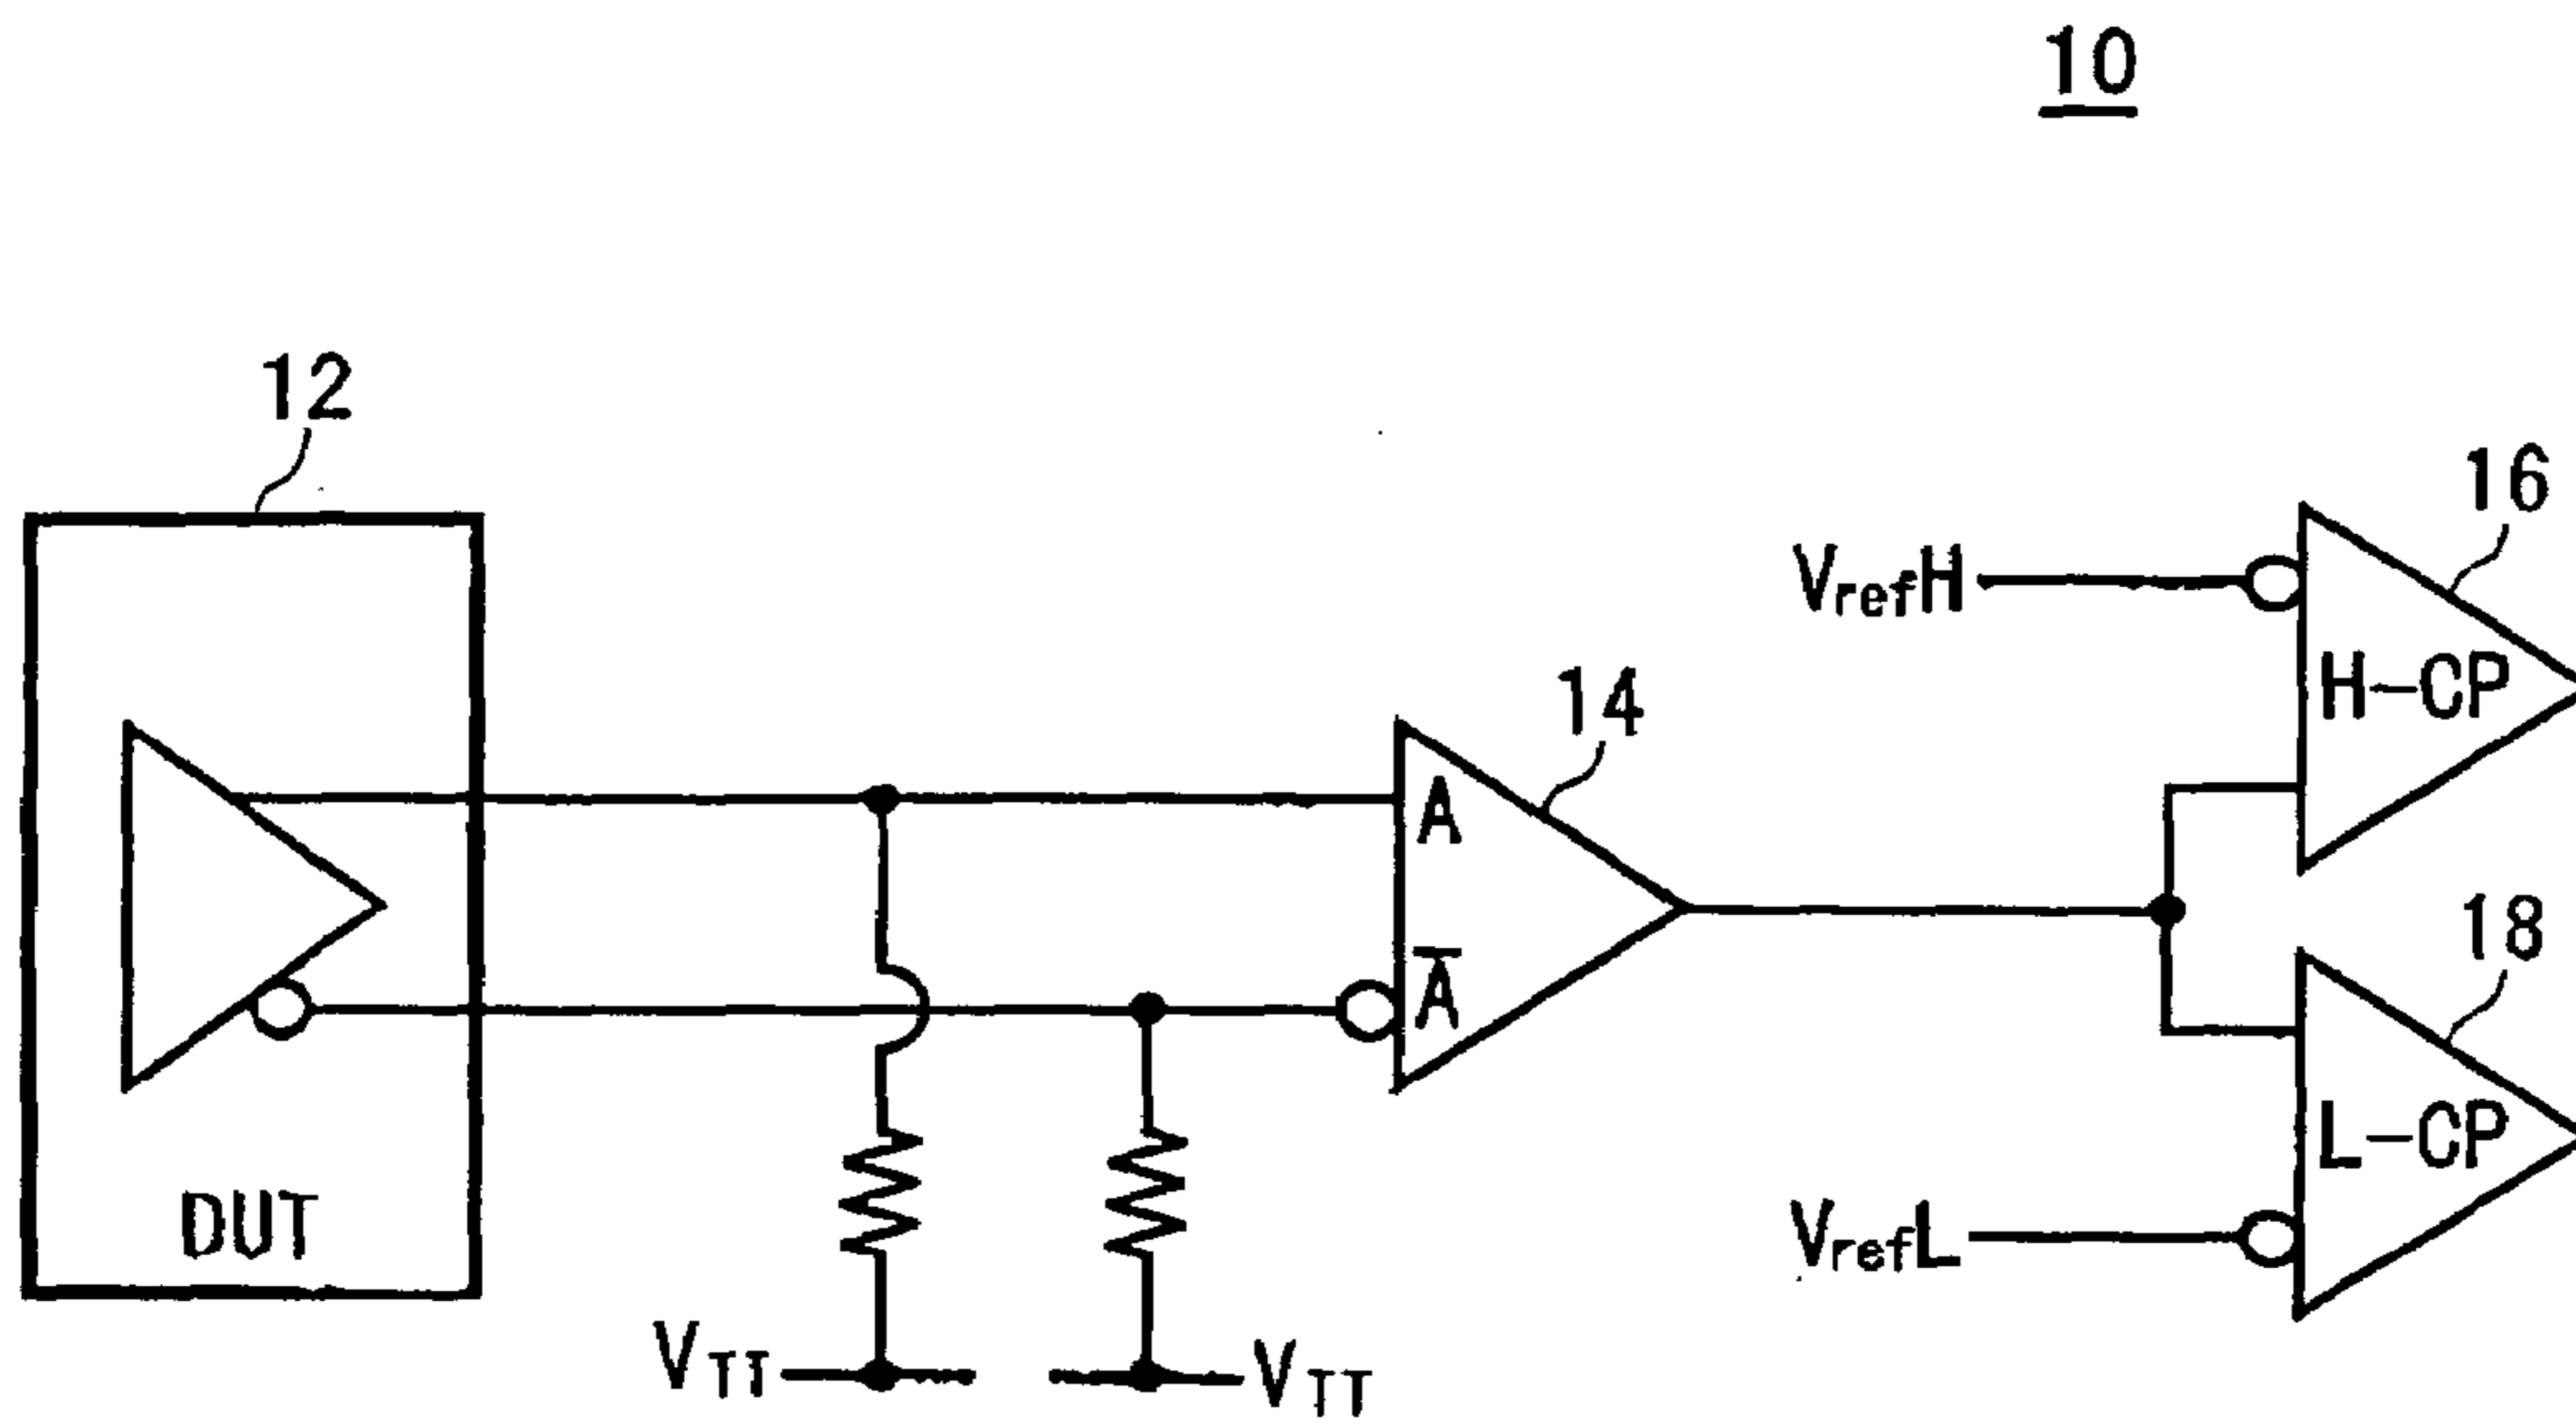 10
12
16
VrefH
H-CP
14
A
18
A̅
L-CP
DUT
VrefL
VTT
VTT